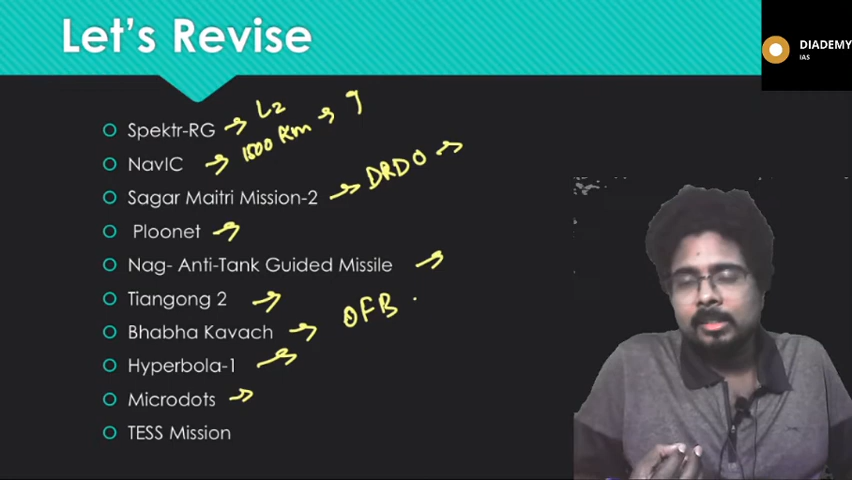 Let's Revise
DIADEMY
IAS
Spektr-RG → L2
NavIC → 1500 Km →
Sagar Maitri Mission-2 → DRDO →
Ploonet →
Nag- Anti-Tank Guided Missile →
Tiangong 2 →
Bhabha Kavach → OFB
Hyperbola-1 →
Microdots →
TESS Mission